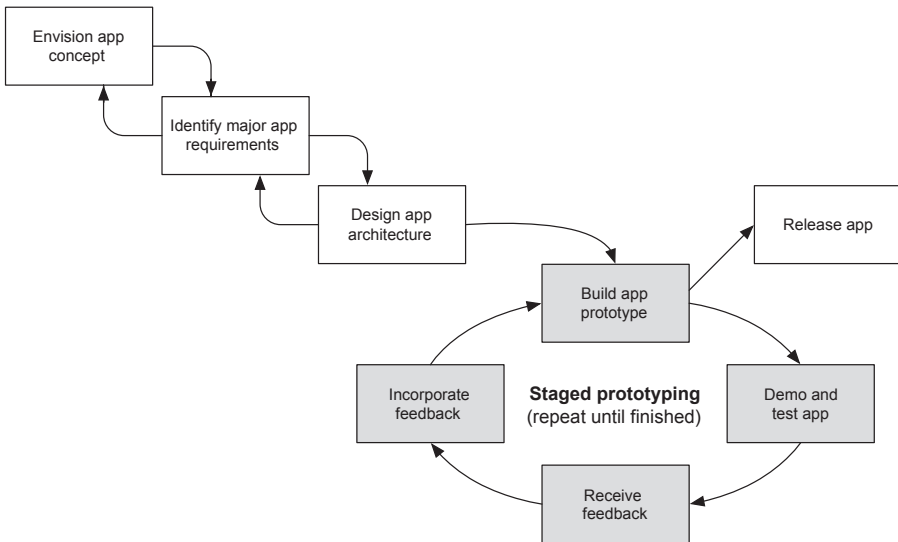 Envision app
concept
Identify major app
requirements
Design app
architecture
Release app
Build app
prototype
Incorporate
feedback
Staged prototyping
(repeat until finished)
Demo and
test app
Receive
feedback